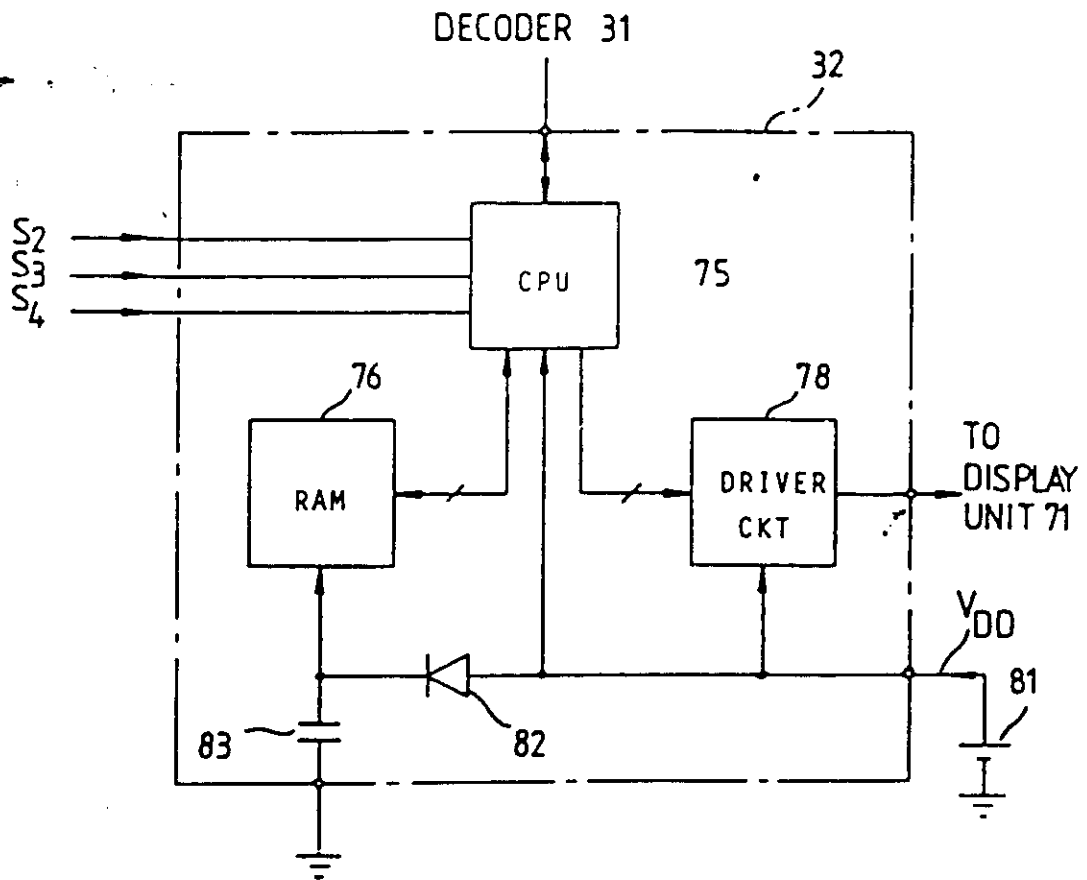 DECODER 31
32
S2
S3
S4
CPU
75
76
78
RAM
DRIVER
CKT
TO
DISPLAY
UNIT 71
VDD
81
83
82